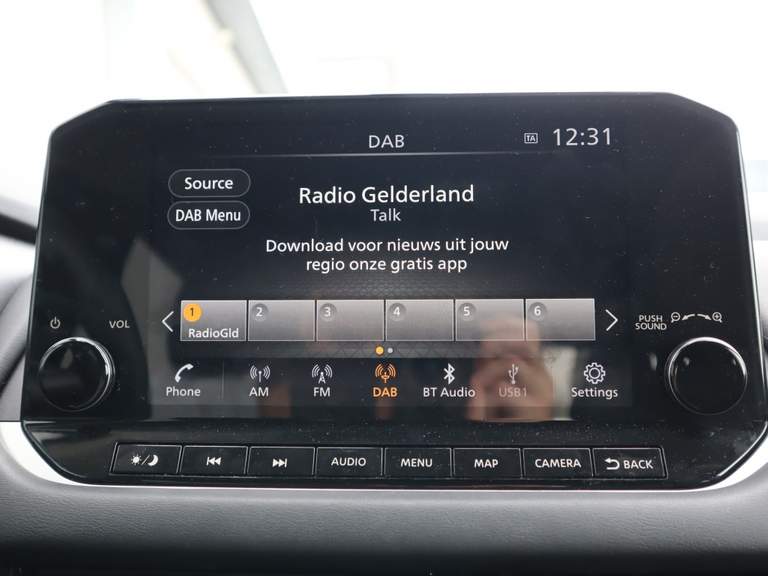 DAB
TA 12:31
Source
Radio Gelderland
Talk
DAB Menu
Download voor nieuws uit jouw
regio onze gratis app
1 2 3 4 5 6
RadioGld
VOL
PUSH
SOUND
Phone AM FM DAB BT Audio USB1 Settings
AUDIO MENU MAP CAMERA BACK